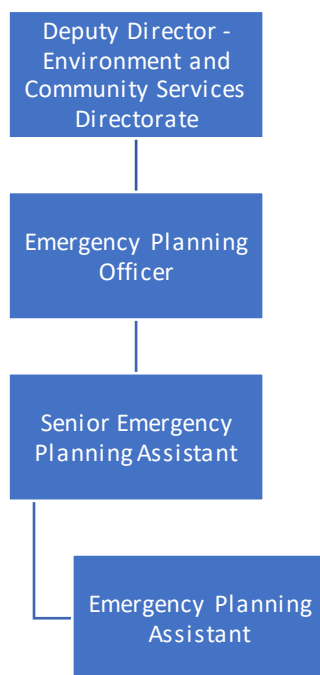 Deputy Director -
Environment and
Community Services
Directorate
Emergency Planning
Officer
Senior Emergency
Planning Assistant
Emergency Planning
Assistant